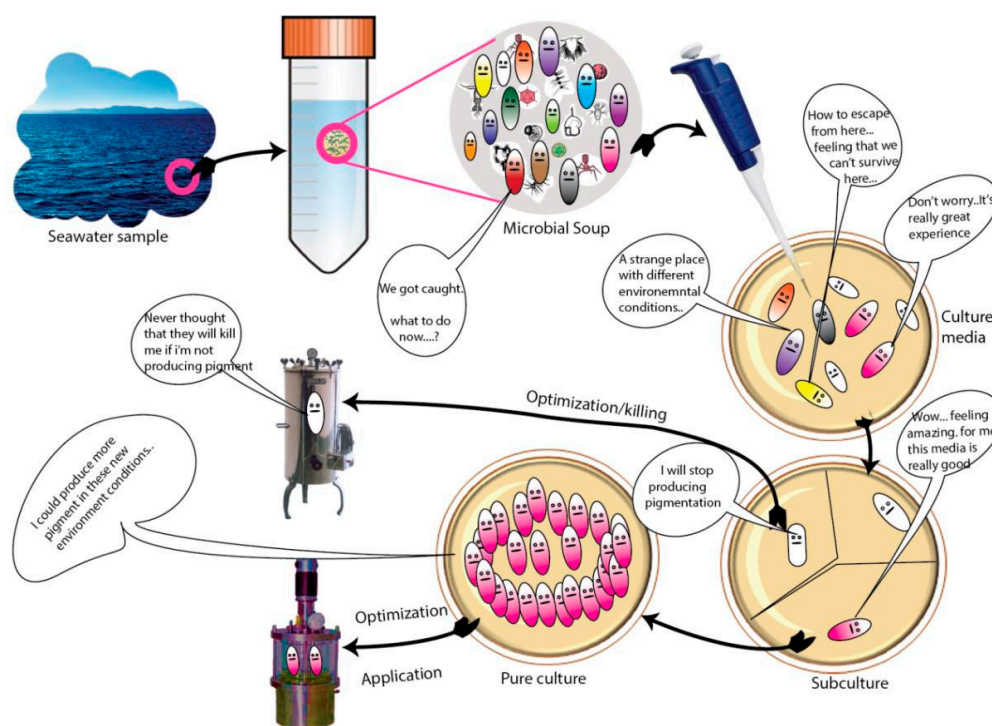 Seawater sample
Microbial Soup
We got caught.
what to do
now....?
How to escape
from here...
feeling that we
can't survive
here...
Don't worry..It's
really great
experience
A strange place
with different
environemntal
conditions..
Culture
media
Never thought
that they will kill
me if i'm not
producing pigment
Optimization/killing
Wow... feeling
amazing. for me
this media is
really good
I will stop
producing
pigmentation
I could produce more
pigment in these new
environment conditions..
Optimization
Application
Pure culture
Subculture